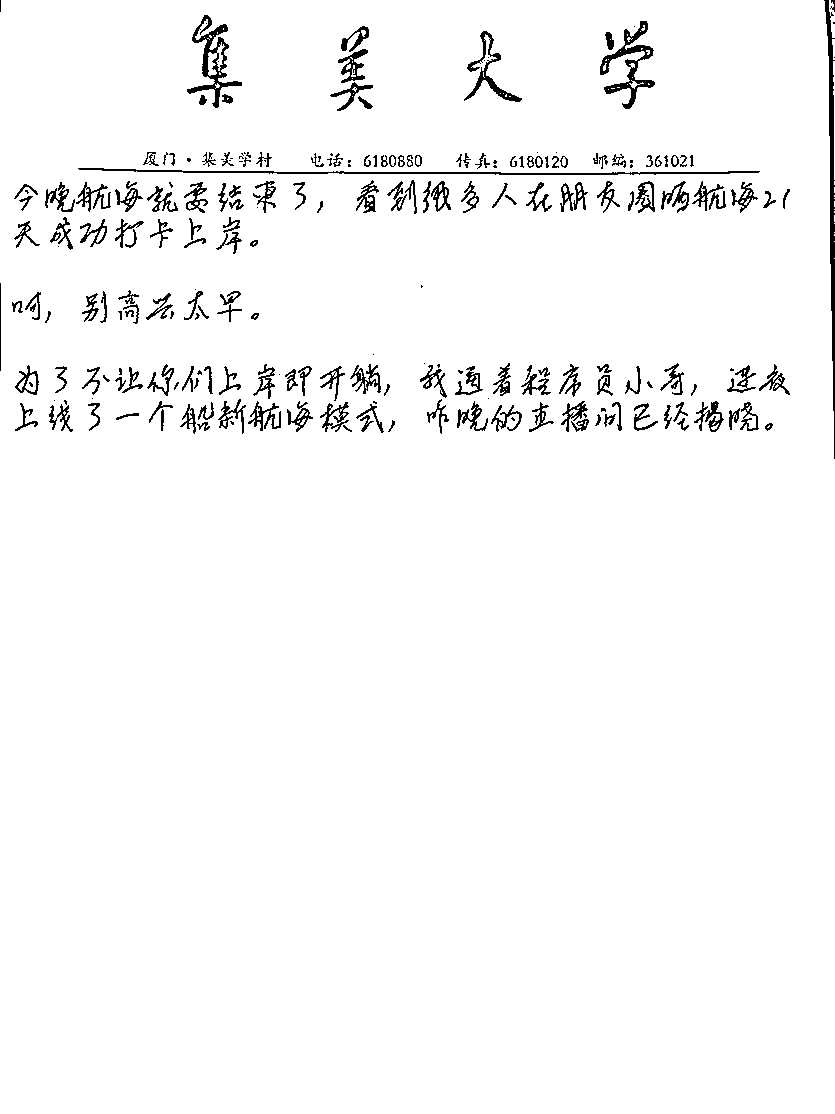 集美大学
厦门·集美学村 电话：6180880 传真：6180120 邮编：361021
今晚航海就要结束了，看到很多人在朋友圈晒航海21
天成功打卡上岸。
呵，别高兴太早。
为了不让你们上岸即开躺，我逼着程序员小哥，连夜
上线了一个船新航海模式，昨晚的直播间已经揭晓。